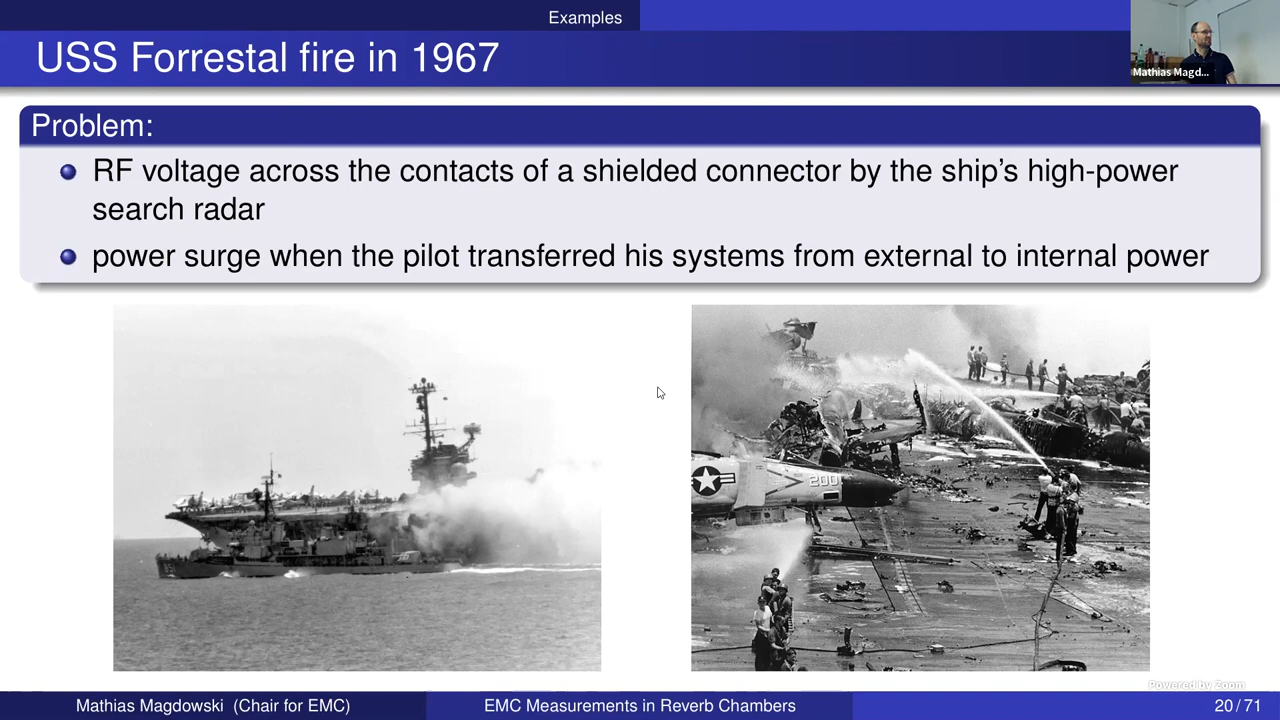 Examples
USS Forrestal fire in 1967
Mathias Magd...
Problem:
RF voltage across the contacts of a shielded connector by the ship's high-power
search radar
power surge when the pilot transferred his systems from external to internal power
200
Powered by Zoom
Mathias Magdowski (Chair for EMC)
EMC Measurements in Reverb Chambers
20/71